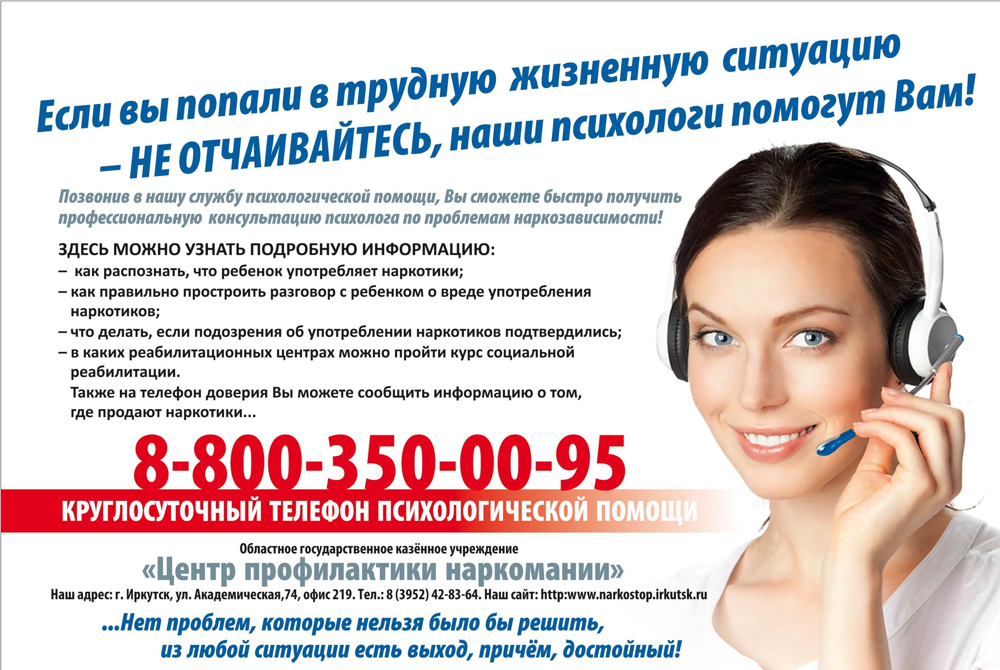 Если вы попали в трудную жизненную ситуацию
– НЕ ОТЧАИВАЙТЕСЬ, наши психологи помогут Вам!
Позвонив в нашу службу психологической помощи, Вы сможете быстро получить
профессиональную консультацию психолога по проблемам наркозависимости!
ЗДЕСЬ МОЖНО УЗНАТЬ ПОДРОБНУЮ ИНФОРМАЦИЮ:
– как распознать, что ребенок употребляет наркотики;
– как правильно простроить разговор с ребенком о вреде употребления
наркотиков;
– что делать, если подозрения об употреблении наркотиков подтвердились;
– в каких реабилитационных центрах можно пройти курс социальной
реабилитации.
Также на телефон доверия Вы можете сообщить информацию о том,
где продают наркотики...
8-800-350-00-95
КРУГЛОСУТОЧНЫЙ ТЕЛЕФОН ПСИХОЛОГИЧЕСКОЙ ПОМОЩИ
Областное государственное казённое учреждение
«Центр профилактики наркомании»
Наш адрес: г. Иркутск, ул. Академическая,74, офис 219. Тел.: 8 (3952) 42-83-64. Наш сайт: http:www.narkostop.irkutsk.ru
...Нет проблем, которые нельзя было бы решить,
из любой ситуации есть выход, причём, достойный!